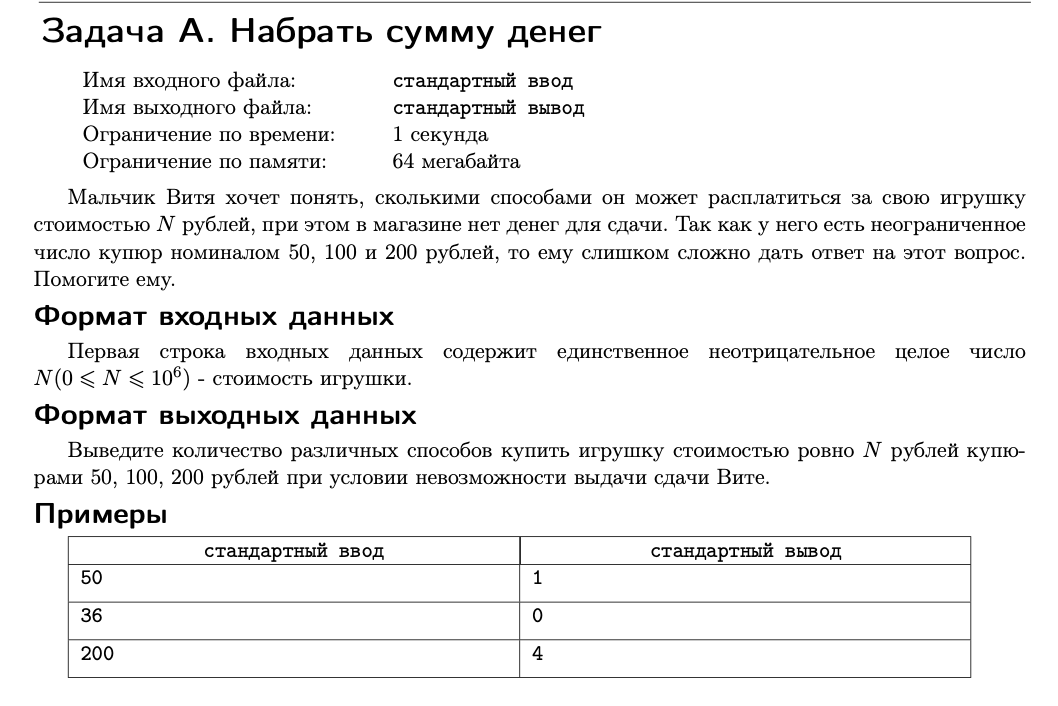 Задача A. Набрать сумму денег
Имя входного файла: стандартный ввод
Имя выходного файла: стандартный вывод
Ограничение по времени: 1 секунда
Ограничение по памяти: 64 мегабайта
Мальчик Витя хочет понять, сколькими способами он может расплатиться за свою игрушку
стоимостью N рублей, при этом в магазине нет денег для сдачи. Так как у него есть неограниченное
число купюр номиналом 50, 100 и 200 рублей, то ему слишком сложно дать ответ на этот вопрос.
Помогите ему.
Формат входных данных
Первая строка входных данных содержит единственное неотрицательное целое число
N(0 ⩽ N ⩽ 10⁶) - стоимость игрушки.
Формат выходных данных
Выведите количество различных способов купить игрушку стоимостью ровно N рублей купю-
рами 50, 100, 200 рублей при условии невозможности выдачи сдачи Вите.
Примеры
стандартный ввод стандартный вывод
50 1
36 0
200 4